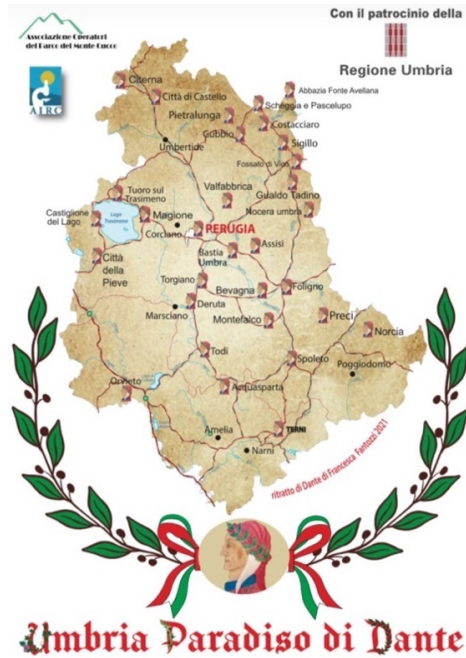 Associazione Operatori
del Parco del Monte Cucco
Con il patrocinio della
Regione Umbria
A.I.R.C.
Citerna
Città di Castello
Abbazia Fonte Avellana
Scheggia e Pascelupo
Pietralunga
Costacciaro
Gubbio
Umbertide
Sigillo
Fossato di Vico
Tuoro sul
Trasimeno
Valfabbrica
Gualdo Tadino
Castiglione
del Lago
Lago
Trasimeno
Magione
Nocera umbra
Corciano
PERUGIA
Città
della
Pieve
Bastia
Umbra
Assisi
Torgiano
Bevagna
Foligno
Deruta
Marsciano
Montefalco
Preci
Norcia
Todi
Spoleto
Poggiodomo
Orvieto
Acquasparta
Amelia
TERNI
Narni
ritratto di Dante di Francesca Fantozzi 2021
Umbria Paradiso di Dante